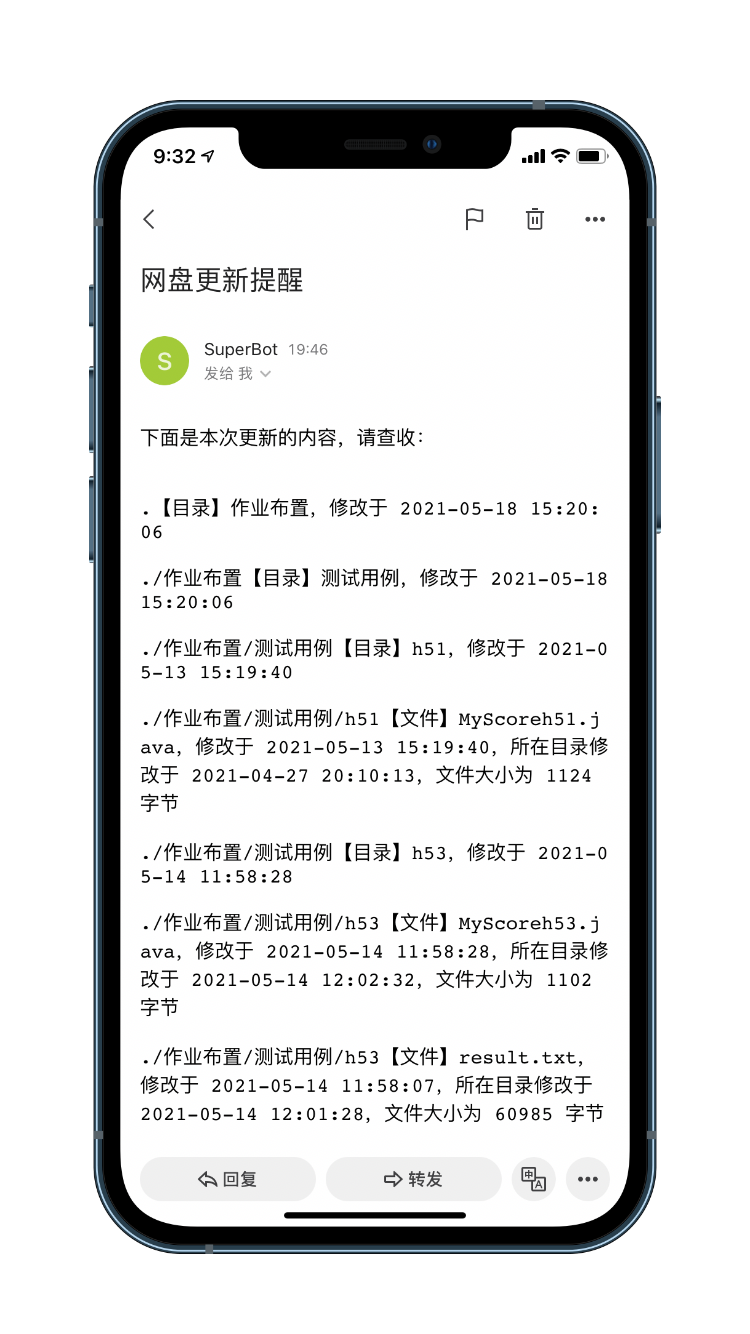 9:32
网盘更新提醒
S
SuperBot 19:46
发给 我
下面是本次更新的内容，请查收：
.【目录】作业布置，修改于 2021-05-18 15:20:
06
./作业布置【目录】测试用例，修改于 2021-05-18
15:20:06
./作业布置/测试用例【目录】h51，修改于 2021-0
5-13 15:19:40
./作业布置/测试用例/h51【文件】MyScoreh51.j
ava，修改于 2021-05-13 15:19:40，所在目录修
改于 2021-04-27 20:10:13，文件大小为 1124
字节
./作业布置/测试用例【目录】h53，修改于 2021-0
5-14 11:58:28
./作业布置/测试用例/h53【文件】MyScoreh53.j
ava，修改于 2021-05-14 11:58:28，所在目录修
改于 2021-05-14 12:02:32，文件大小为 1102
字节
./作业布置/测试用例/h53【文件】result.txt，
修改于 2021-05-14 11:58:07，所在目录修改于
2021-05-14 12:01:28，文件大小为 60985 字节
回复 转发 中A